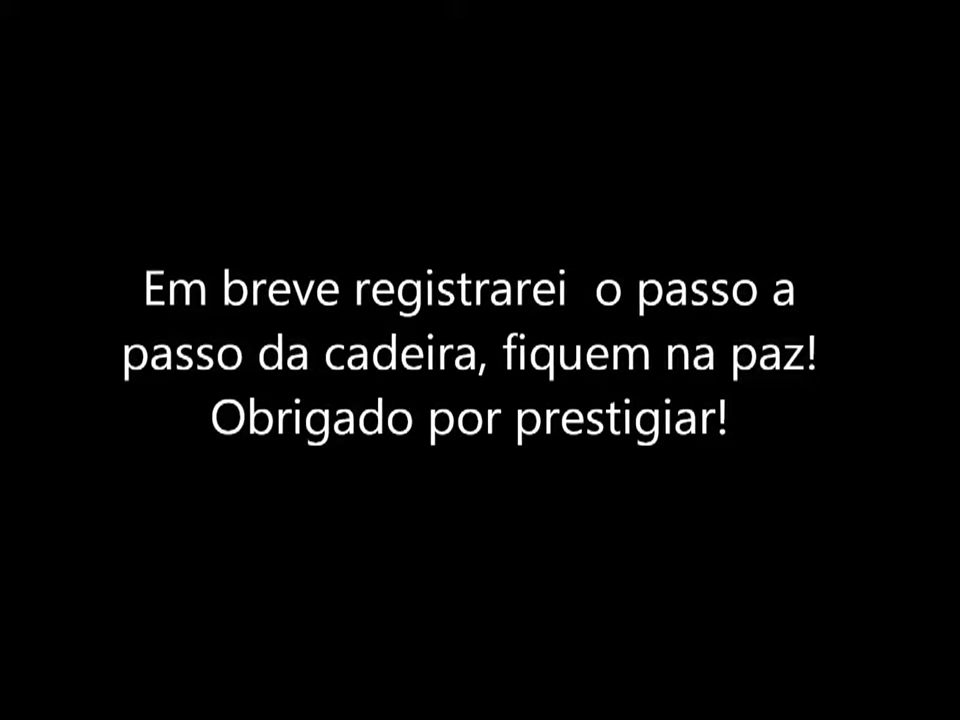 Em breve registrarei  o passo a
passo da cadeira, fiquem na paz!
Obrigado por prestigiar!